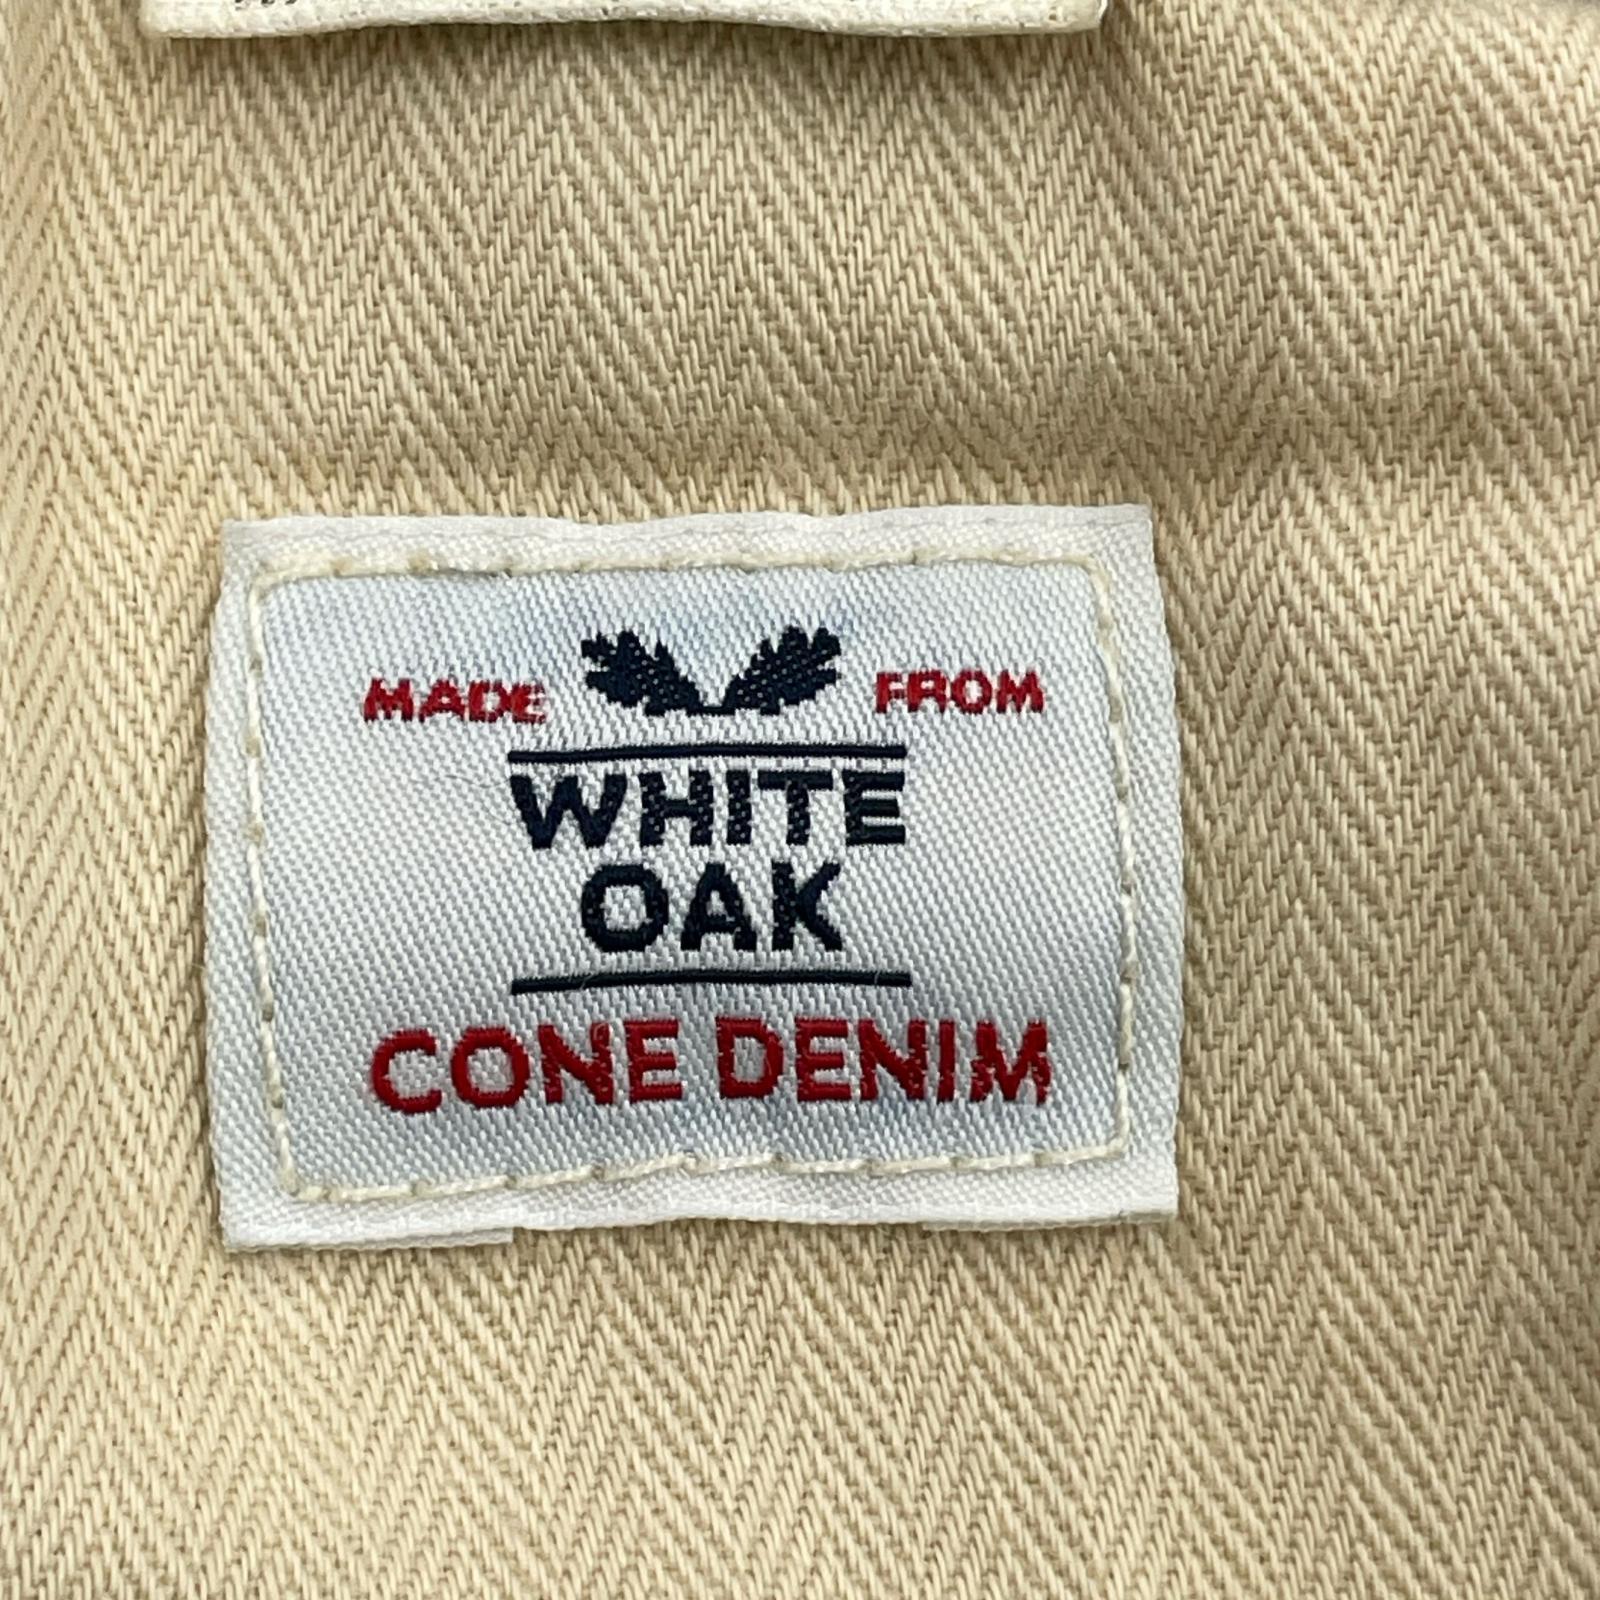 MADE FROM
WHITE
OAK
CONE DENIM